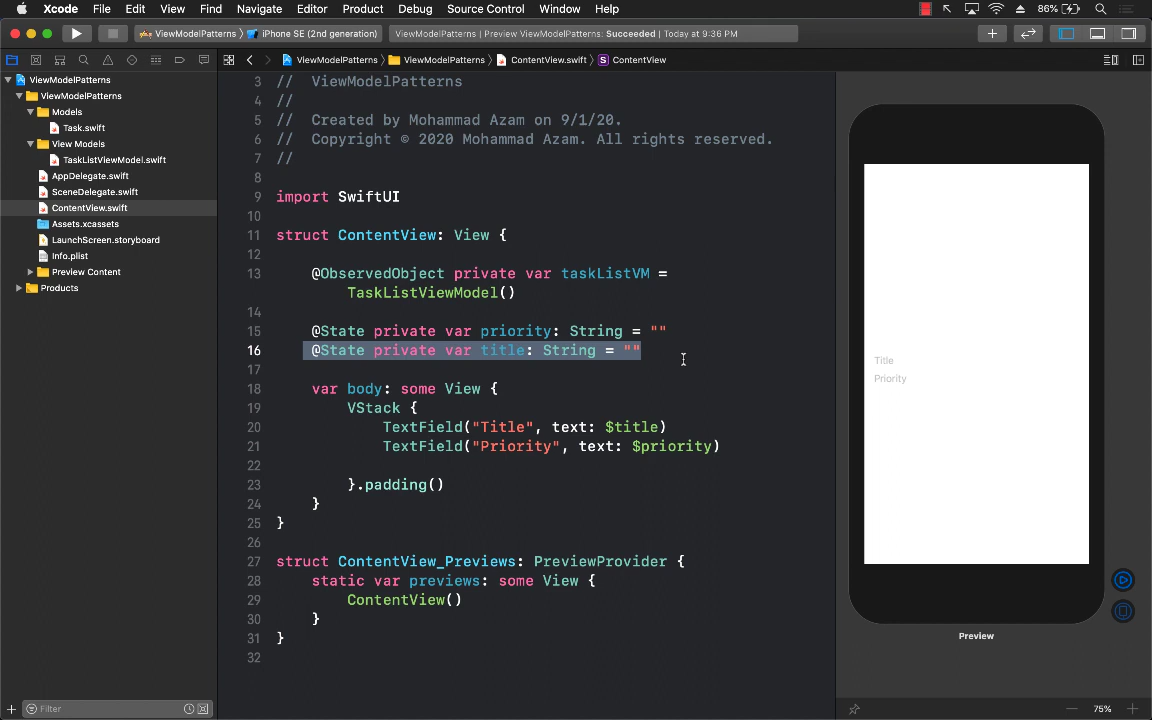 Xcode File Edit View Find Navigate Editor Product Debug Source Control Window Help 86%
ViewModelPatterns iPhone SE (2nd generation) ViewModelPatterns | Preview ViewModelPatterns: Succeeded | Today at 9:36 PM
ViewModelPatterns ViewModelPatterns ContentView.swift S ContentView
ViewModelPatterns
ViewModelPatterns
Models
Task.swift
View Models
TaskListViewModel.swift
AppDelegate.swift
SceneDelegate.swift
ContentView.swift
Assets.xcassets
LaunchScreen.storyboard
Info.plist
Preview Content
Products
Filter
3 // ViewModelPatterns
4 //
5 // Created by Mohammad Azam on 9/1/20.
6 // Copyright © 2020 Mohammad Azam. All rights reserved.
7 //
8
9 import SwiftUI
10
11 struct ContentView: View {
12
13 @ObservedObject private var taskListVM =
TaskListViewModel()
14
15 @State private var priority: String = ""
16 @State private var title: String = ""
17
18 var body: some View {
19 VStack {
20 TextField("Title", text: $title)
21 TextField("Priority", text: $priority)
22
23 }.padding()
24 }
25 }
26
27 struct ContentView_Previews: PreviewProvider {
28 static var previews: some View {
29 ContentView()
30 }
31 }
32
Title
Priority
Preview
75%